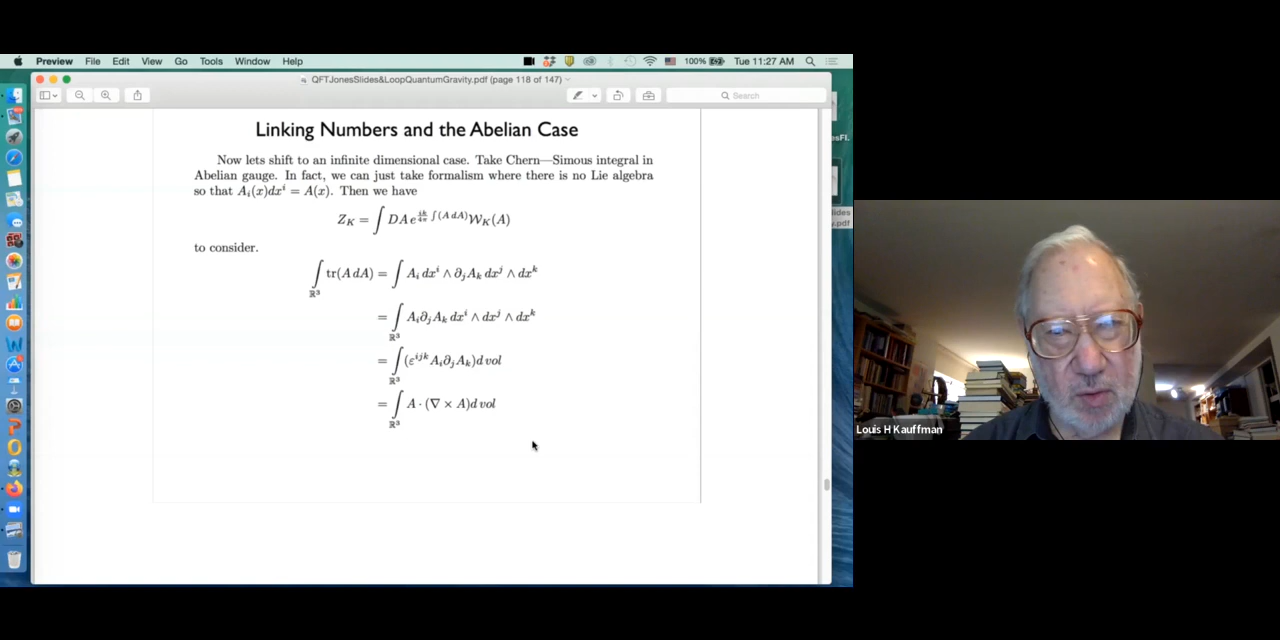 Preview File Edit View Go Tools Window Help 100% Tue 11:27 AM
QFTJonesSlides&LoopQuantumGravity.pdf (page 118 of 147)
Search
Linking Numbers and the Abelian Case
Now lets shift to an infinite dimensional case. Take Chern—Simous integral in
Abelian gauge. In fact, we can just take formalism where there is no Lie algebra
so that A_i(x)dx^i = A(x). Then we have
Z_K = ∫ DA e^{\frac{ik}{4π} ∫(A dA)} W_K(A)
to consider.
∫_{ℝ^3} tr(A dA) = ∫ A_i dx^i ∧ ∂_j A_k dx^j ∧ dx^k
= ∫_{ℝ^3} A_i ∂_j A_k dx^i ∧ dx^j ∧ dx^k
= ∫_{ℝ^3} (ε^{ijk} A_i ∂_j A_k) d vol
= ∫_{ℝ^3} A · (∇ × A) d vol
esFl.
lides
v.pdf
Louis H Kauffman